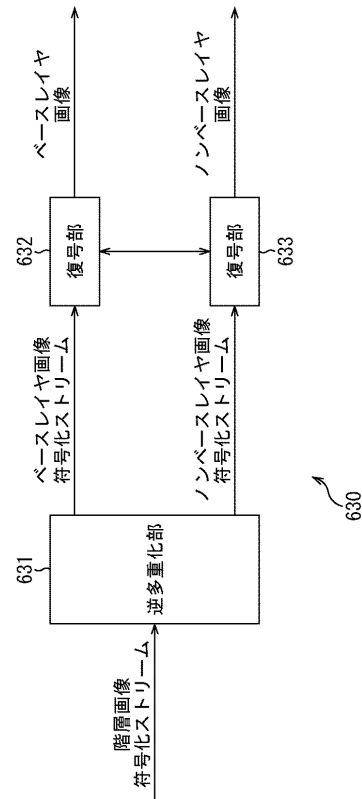 階層画像
符号化ストリーム
631
逆多重化部
ベースレイヤ画像
符号化ストリーム
ノンベースレイヤ画像
符号化ストリーム
632
復号部
復号部
633
ベースレイヤ
画像
ノンベースレイヤ
画像
630